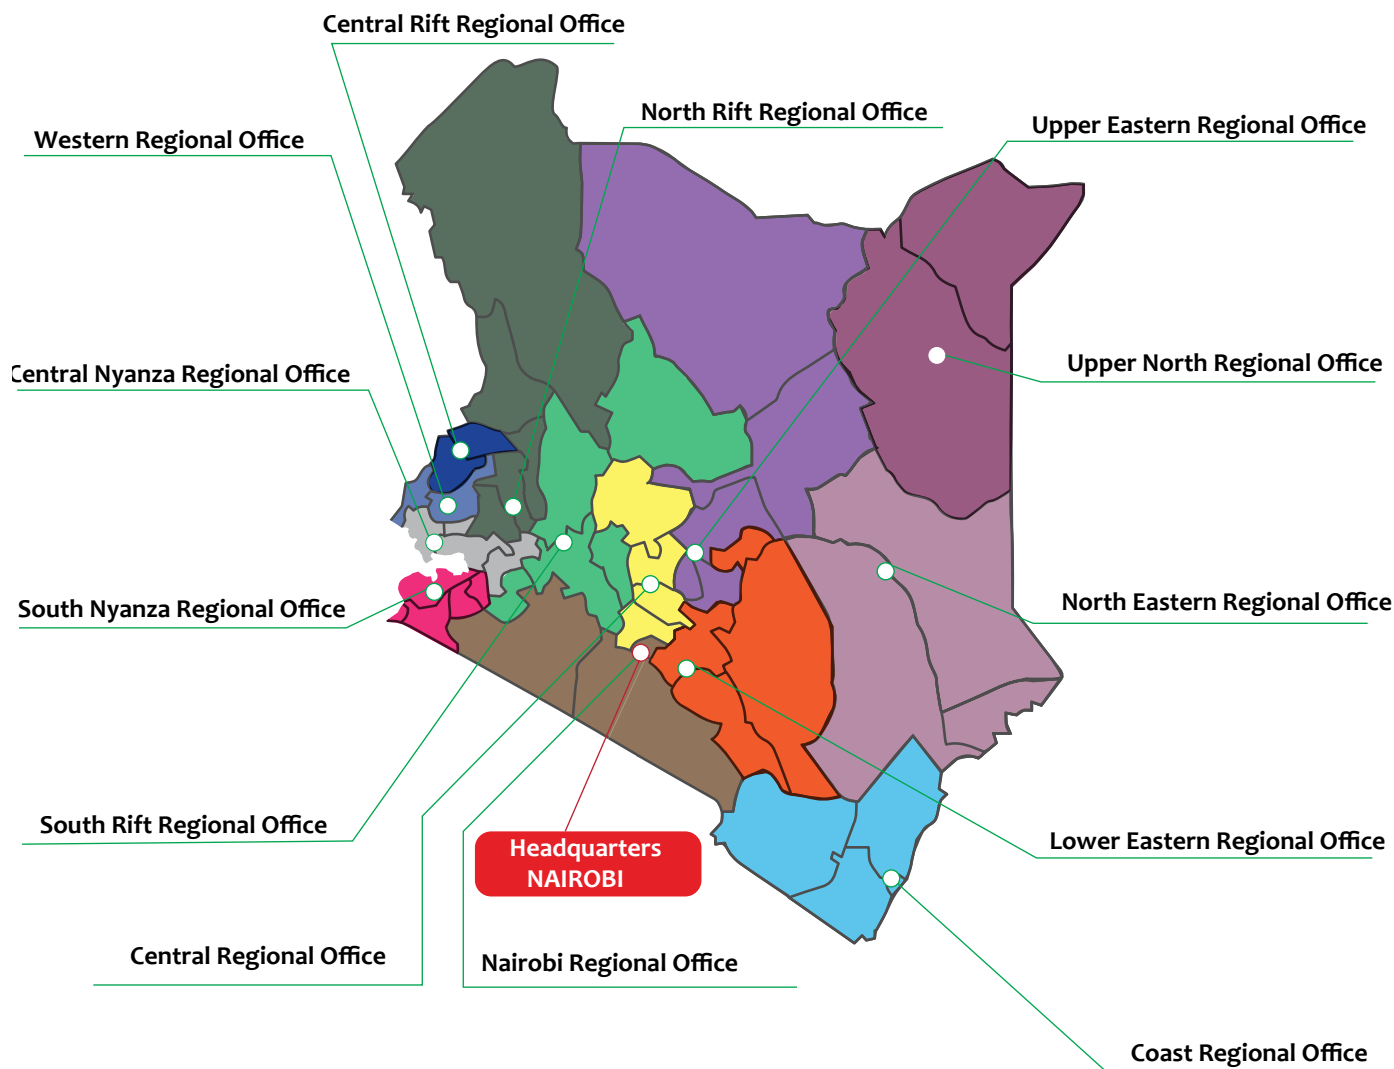 Central Rift Regional Office
North Rift Regional Office
Upper Eastern Regional Office
Western Regional Office
Upper North Regional Office
Central Nyanza Regional Office
North Eastern Regional Office
South Nyanza Regional Office
South Rift Regional Office
Headquarters
NAIROBI
Lower Eastern Regional Office
Central Regional Office
Nairobi Regional Office
Coast Regional Office